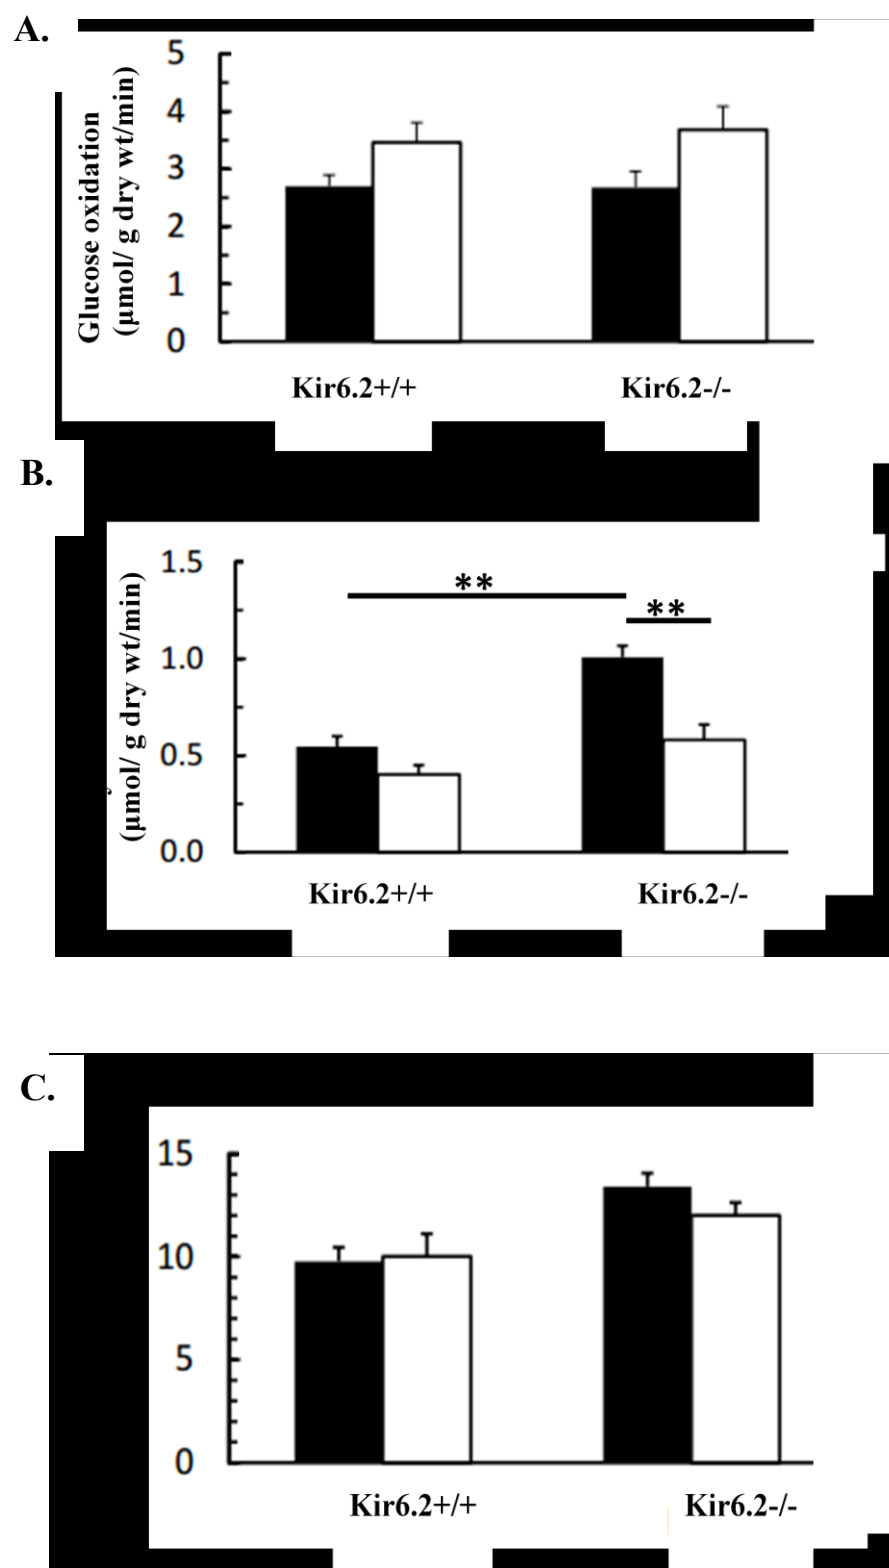 A.
Glucose oxidation
(μmol/ g dry wt/min)
5
4
3
2
1
0
Kir6.2+/+ Kir6.2-/-
B.
(μmol/ g dry wt/min)
1.5
1.0
0.5
0.0
**
**
Kir6.2+/+ Kir6.2-/-
C.
15
10
5
0
Kir6.2+/+ Kir6.2-/-